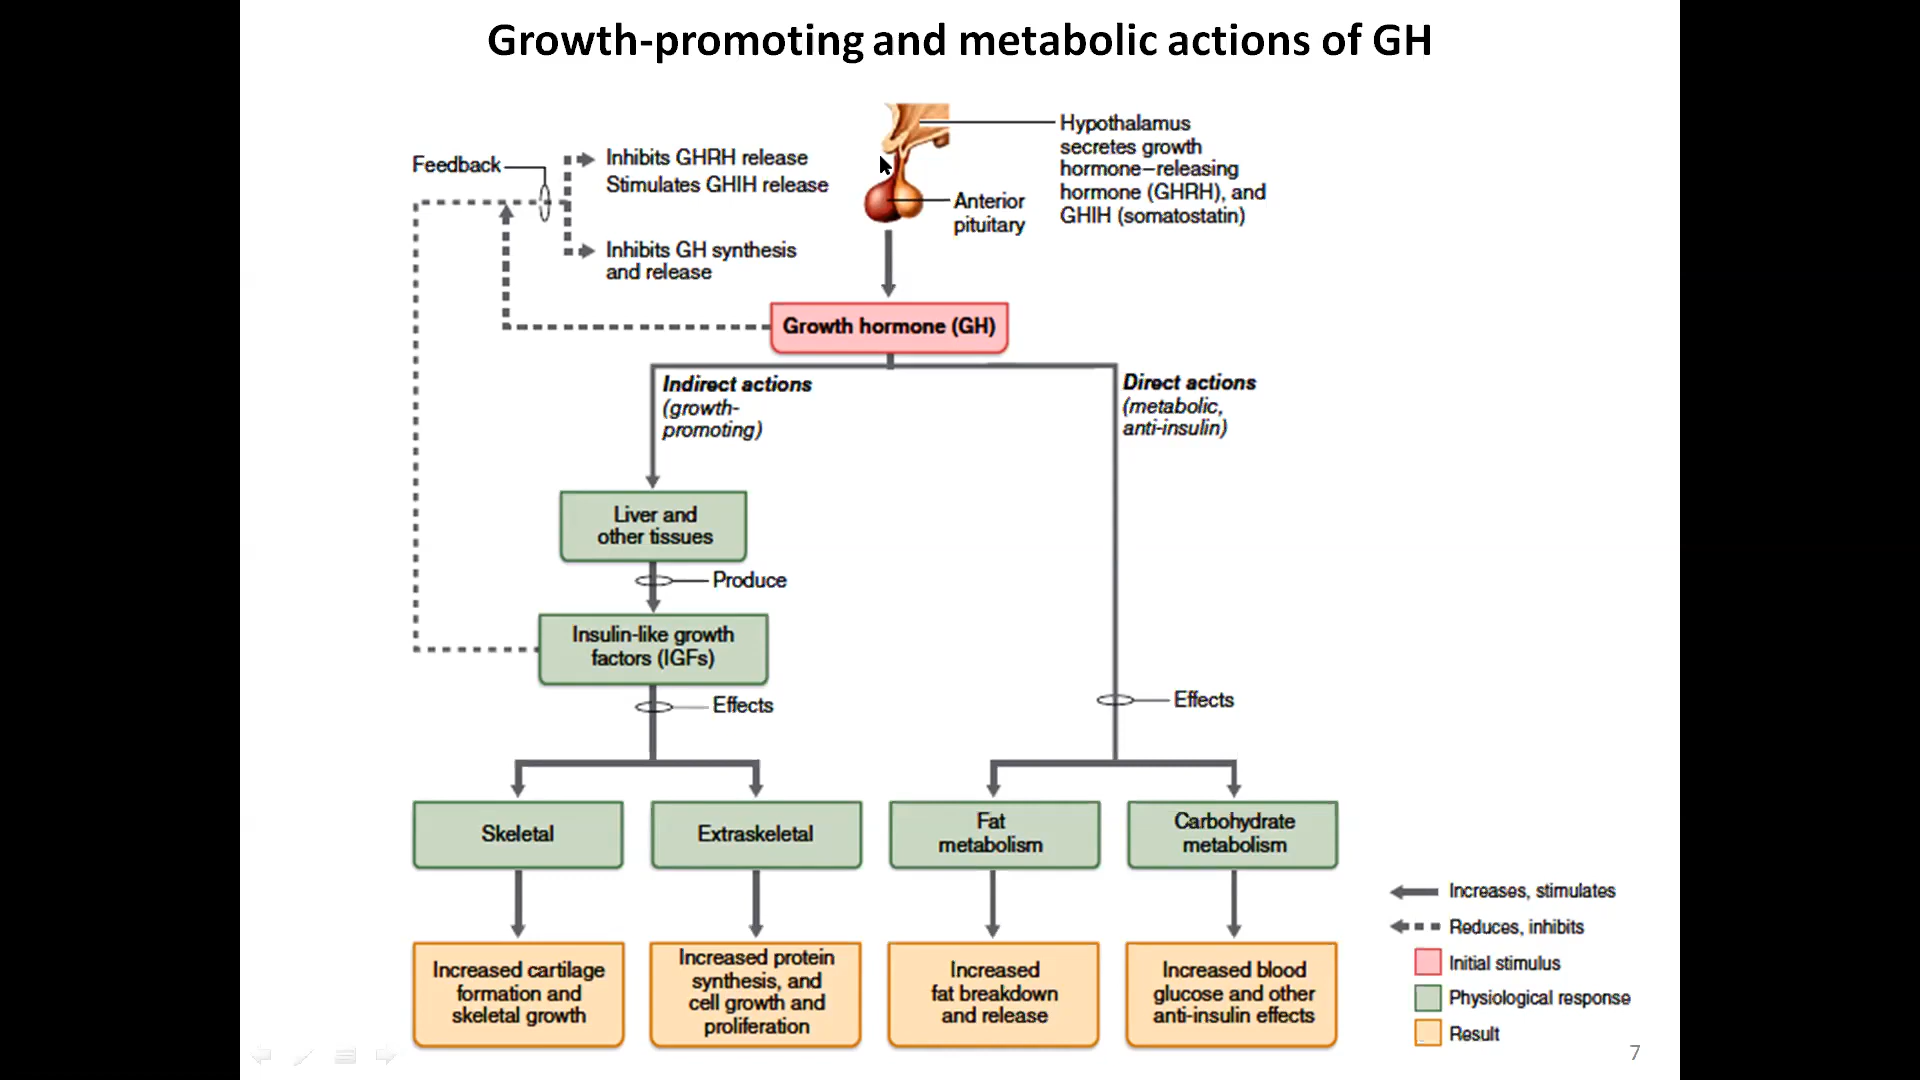 Growth-promoting and metabolic actions of GH
Feedback
Inhibits GHRH release
Stimulates GHIH release
Inhibits GH synthesis
and release
Hypothalamus
secretes growth
hormone–releasing
hormone (GHRH), and
GHIH (somatostatin)
Anterior
pituitary
Growth hormone (GH)
Indirect actions
(growth-
promoting)
Direct actions
(metabolic,
anti-insulin)
Liver and
other tissues
Produce
Insulin-like growth
factors (IGFs)
Effects
Effects
Skeletal
Extraskeletal
Fat
metabolism
Carbohydrate
metabolism
Increased cartilage
formation and
skeletal growth
Increased protein
synthesis, and
cell growth and
proliferation
Increased
fat breakdown
and release
Increased blood
glucose and other
anti-insulin effects
Increases, stimulates
Reduces, inhibits
Initial stimulus
Physiological response
Result
7